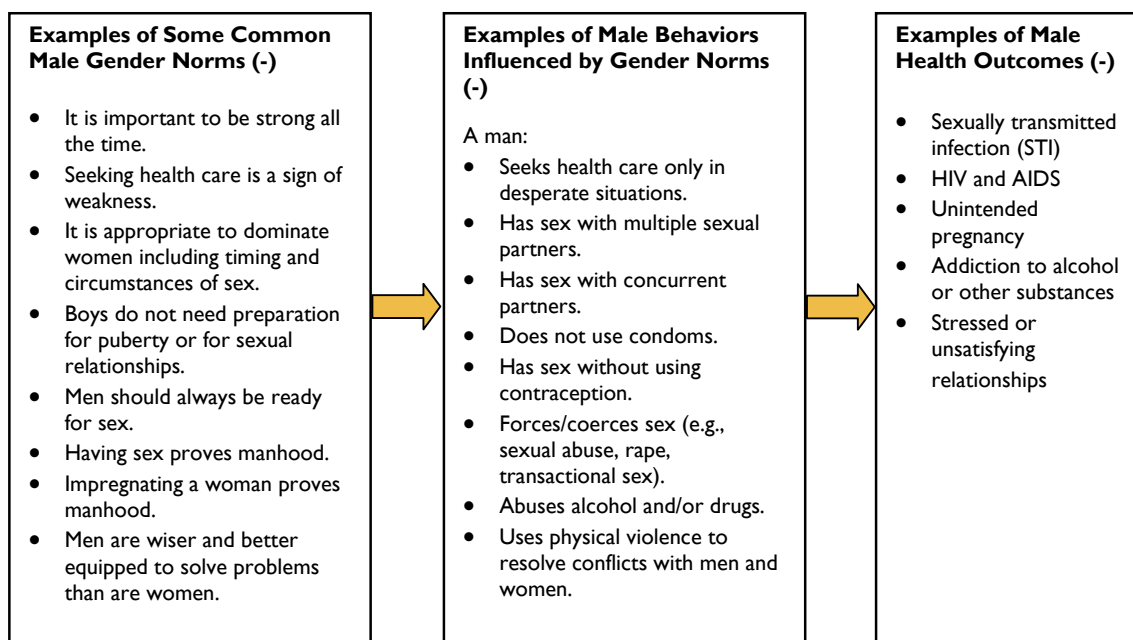 Examples of Some Common
Male Gender Norms (-)
• It is important to be strong all
the time.
• Seeking health care is a sign of
weakness.
• It is appropriate to dominate
women including timing and
circumstances of sex.
• Boys do not need preparation
for puberty or for sexual
relationships.
• Men should always be ready
for sex.
• Having sex proves manhood.
• Impregnating a woman proves
manhood.
• Men are wiser and better
equipped to solve problems
than are women.
Examples of Male Behaviors
Influenced by Gender Norms
(-)
A man:
• Seeks health care only in
desperate situations.
• Has sex with multiple sexual
partners.
• Has sex with concurrent
partners.
• Does not use condoms.
• Has sex without using
contraception.
• Forces/coerces sex (e.g.,
sexual abuse, rape,
transactional sex).
• Abuses alcohol and/or drugs.
• Uses physical violence to
resolve conflicts with men and
women.
Examples of Male
Health Outcomes (-)
• Sexually transmitted
infection (STI)
• HIV and AIDS
• Unintended
pregnancy
• Addiction to alcohol
or other substances
• Stressed or
unsatisfying
relationships